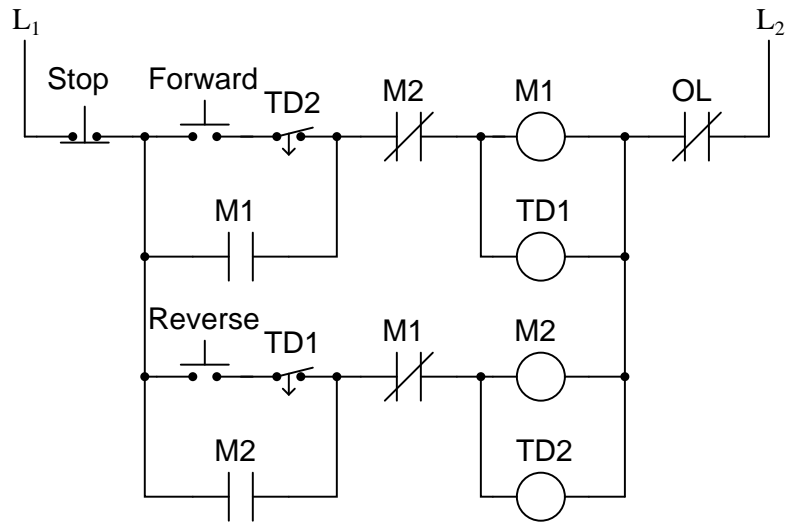 L₁ L₂
Stop Forward TD2 M2 M1 OL
M1 TD1
Reverse TD1 M1 M2
M2 TD2